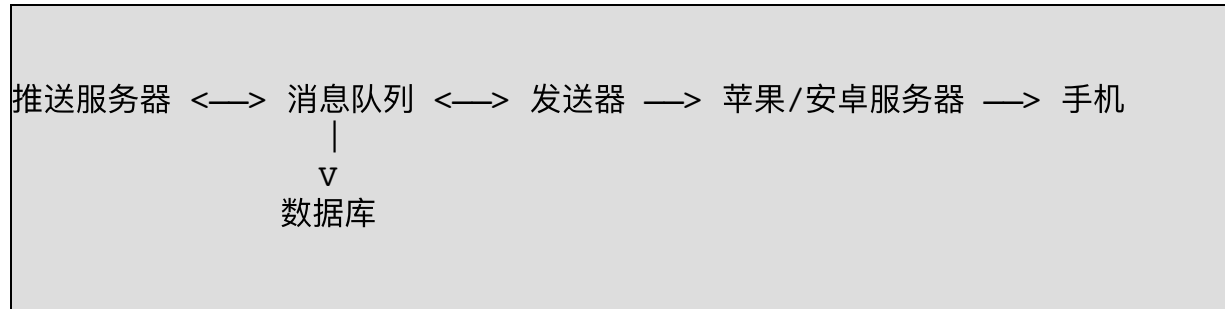 推送服务器 <——> 消息队列 <——> 发送器 ——> 苹果/安卓服务器 ——> 手机
|
v
数据库